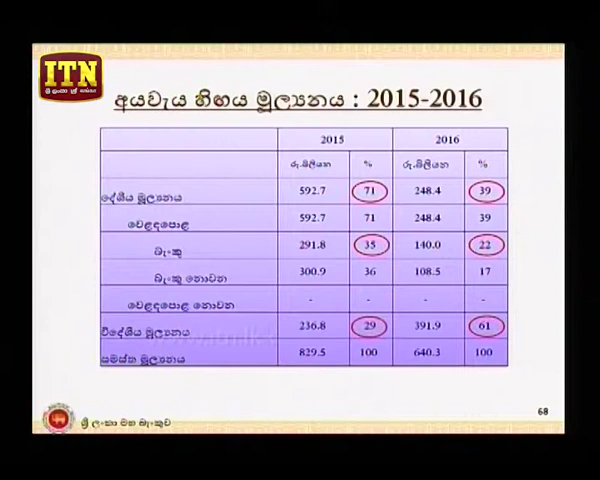 ITN
ශ්‍රී ලංකා
අයවැය හිඟය මූල්‍යනය : 2015-2016
2015 2016
රු.බිලියන % රු.බිලියන %
දේශීය මූල්‍යනය 592.7 71 248.4 39
වෙළඳපොළ 592.7 71 248.4 39
බැංකු 291.8 35 140.0 22
බැංකු නොවන 300.9 36 108.5 17
වෙළඳපොළ නොවන - - - -
විදේශීය මූල්‍යනය 236.8 29 391.9 61
සමස්ත මූල්‍යනය 829.5 100 640.3 100
ශ්‍රී ලංකා මහ බැංකුව 68